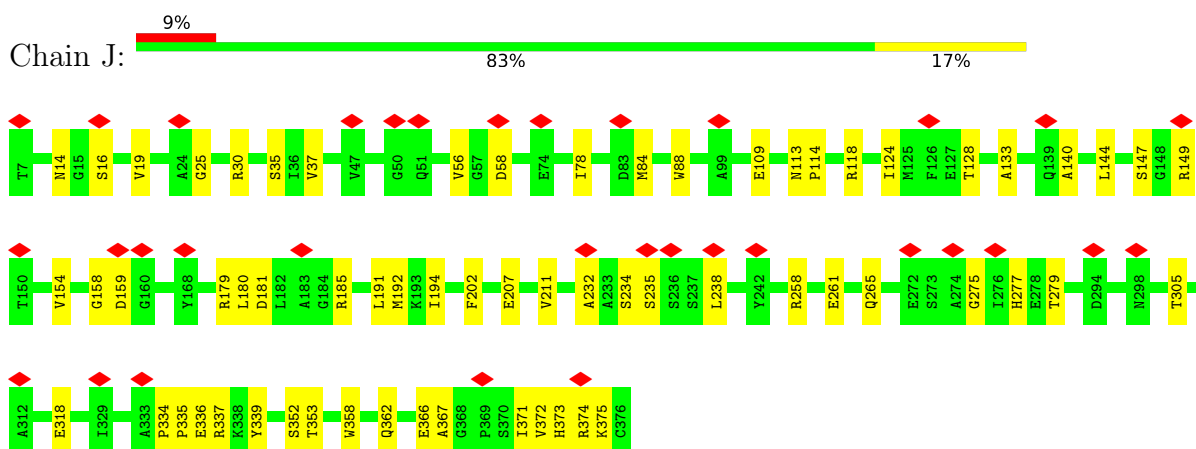 9%
Chain J:
83% 17%
T7 N14 G15 S16 V19 A24 G25 R30 S35 I36 V37 V47 G50 Q51 V56 G57 D58 E74 I78 D83 M84 W88 A99 E109 N113 P114 R118 I124 M125 F126 E127 T128 A133 Q139 A140 L144 S147 G148 R149
T150 V154 G158 D159 G160 Y168 R179 L180 D181 L182 A183 G184 R185 L191 M192 K193 I194 F202 E207 V211 A232 A233 S234 S235 S236 S237 L238 Y242 R258 E261 Q265 E272 S273 A274 G275 I276 H277 E278 T279 D294 N298 T305
A312 E318 I329 A333 P334 P335 E336 R337 K338 Y339 S352 T353 W358 Q362 E366 A367 G368 P369 S370 I371 V372 H373 R374 K375 C376